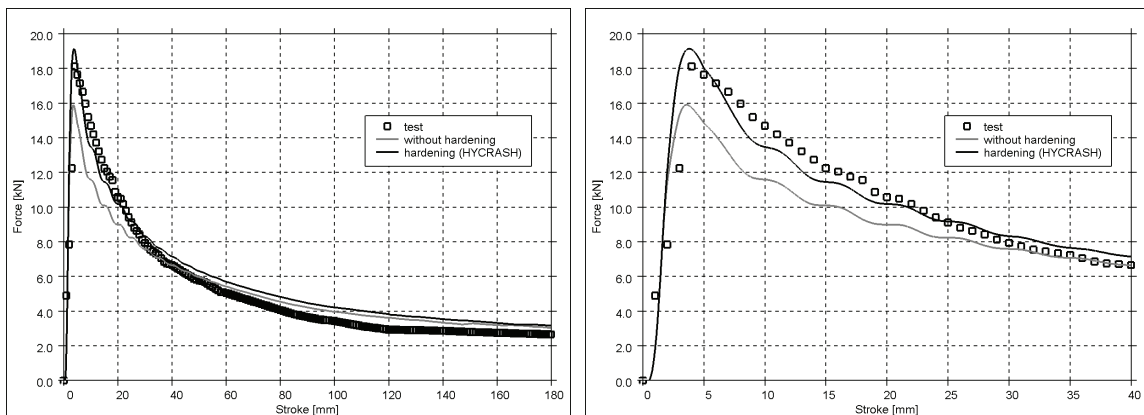 20.0
18.0
16.0
14.0
12.0
10.0
8.0
6.0
4.0
2.0
0.0
Force [kN]
0 20 40 60 80 100 120 140 160 180
Stroke [mm]
test
without hardening
hardening (HYCRASH)
20.0
18.0
16.0
14.0
12.0
10.0
8.0
6.0
4.0
2.0
0.0
Force [kN]
0 5 10 15 20 25 30 35 40
Stroke [mm]
test
without hardening
hardening (HYCRASH)